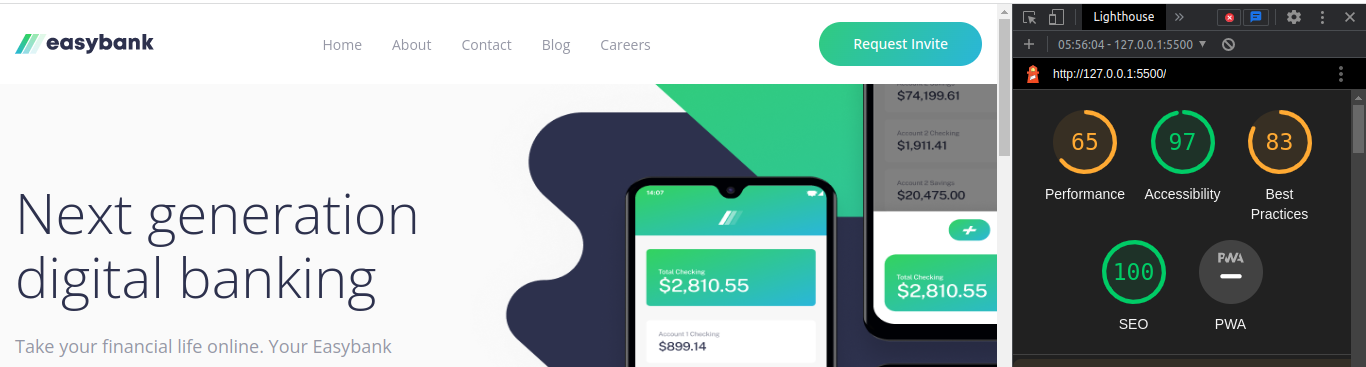 easybank
Home About Contact Blog Careers
Request Invite
Next generation
digital banking
Take your financial life online. Your Easybank
14:07
Total Checking
$2,810.55
Account 1 Checking
$899.14
$74,199.61
Account 2 Checking
$1,911.41
Account 2 Savings
$20,475.00
Total Checking
$2,810.55
Lighthouse
05:56:04 - 127.0.0.1:5500
http://127.0.0.1:5500/
65
Performance
97
Accessibility
83
Best
Practices
100
SEO
PWA
PWA